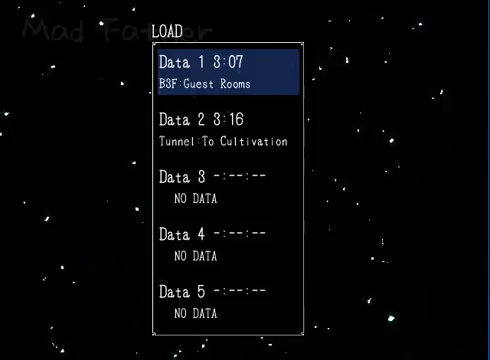 Mad Father
LOAD
Data 1 3:07
B3F:Guest Rooms
Data 2 3:16
Tunnel:To Cultivation
Data 3 -:--:--
NO DATA
Data 4 -:--:--
NO DATA
Data 5 -:--:--
NO DATA